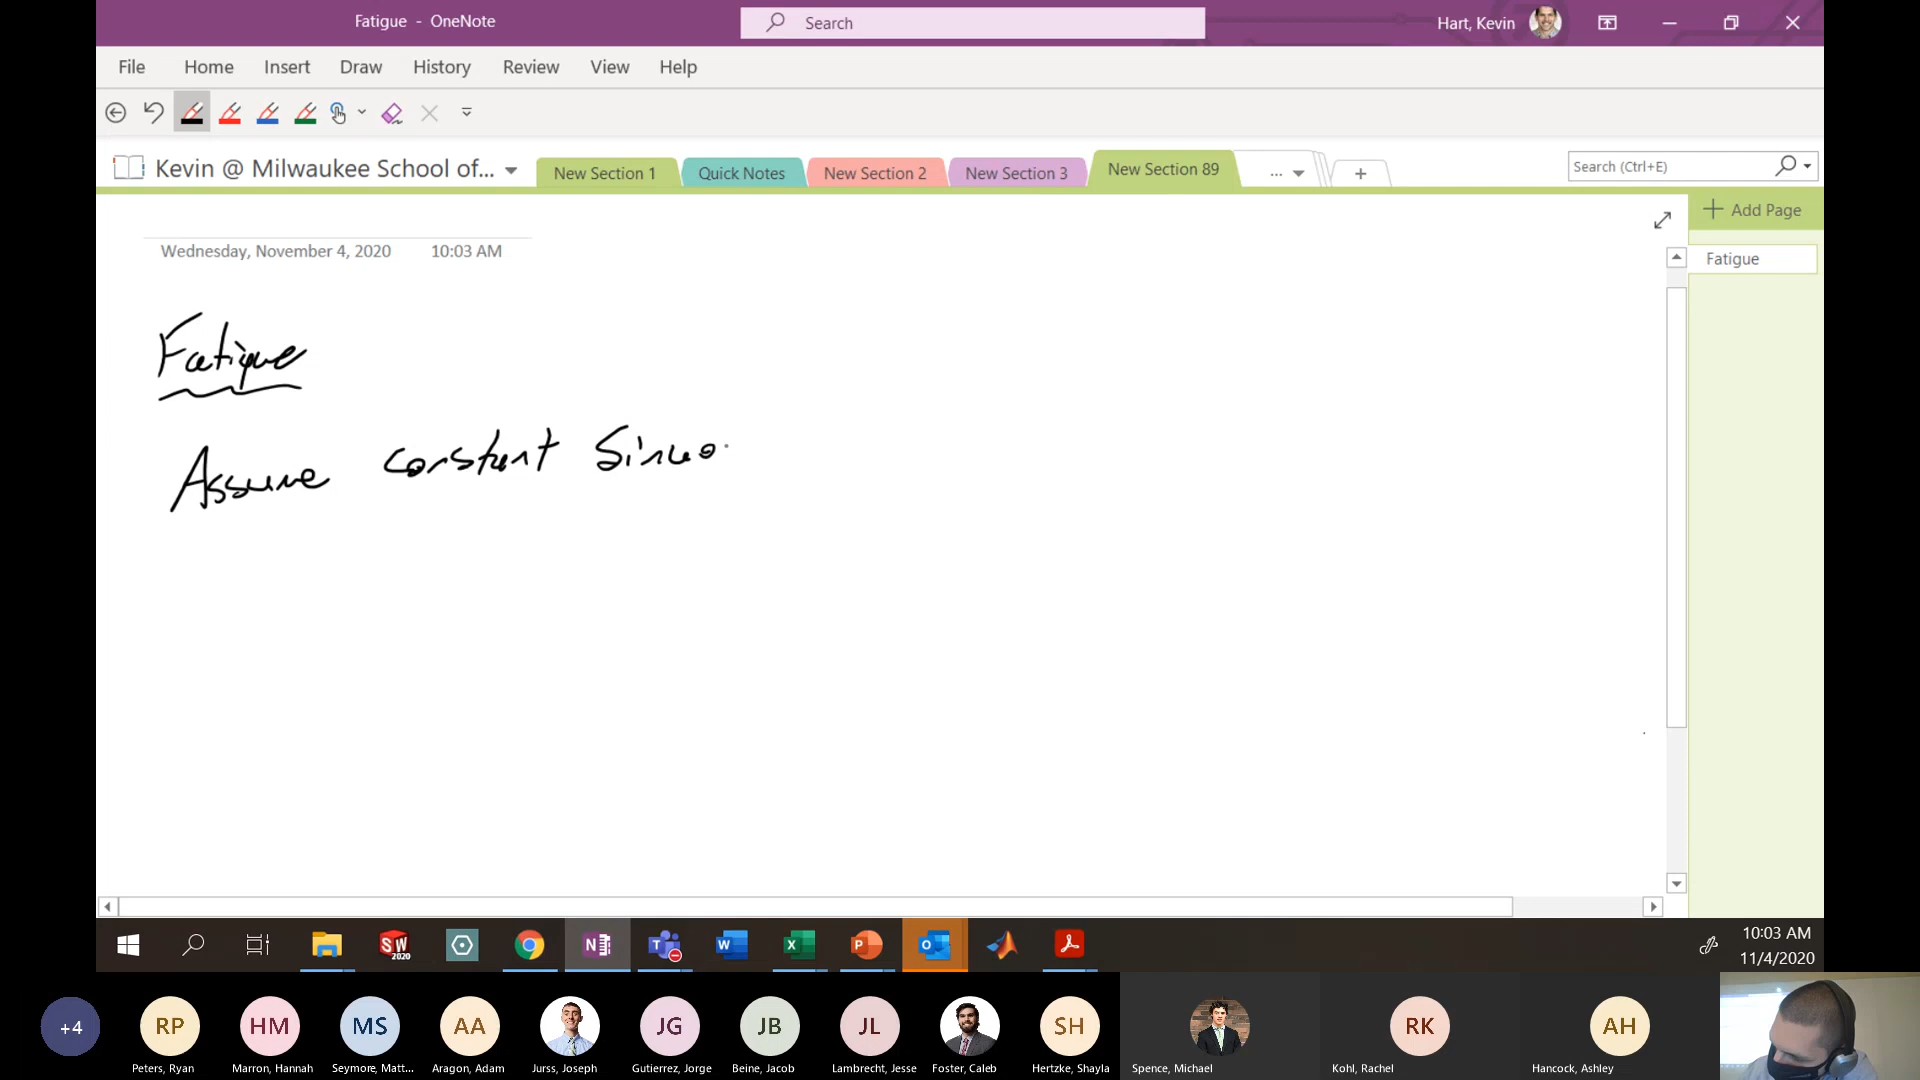 Fatigue - OneNote
Search
Hart, Kevin
File Home Insert Draw History Review View Help
Kevin @ Milwaukee School of...
New Section 1
Quick Notes
New Section 2
New Section 3
New Section 89
...
Search (Ctrl+E)
Add Page
Fatigue
Wednesday, November 4, 2020 10:03 AM
Fatigue
Assume constant Sinuo
SW 2020
10:03 AM
11/4/2020
+4 RP HM MS AA JG JB JL SH RK AH
Peters, Ryan Marron, Hannah Seymore, Matt... Aragon, Adam Jurss, Joseph Gutierrez, Jorge Beine, Jacob Lambrecht, Jesse Foster, Caleb Hertzke, Shayla Spence, Michael Kohl, Rachel Hancock, Ashley